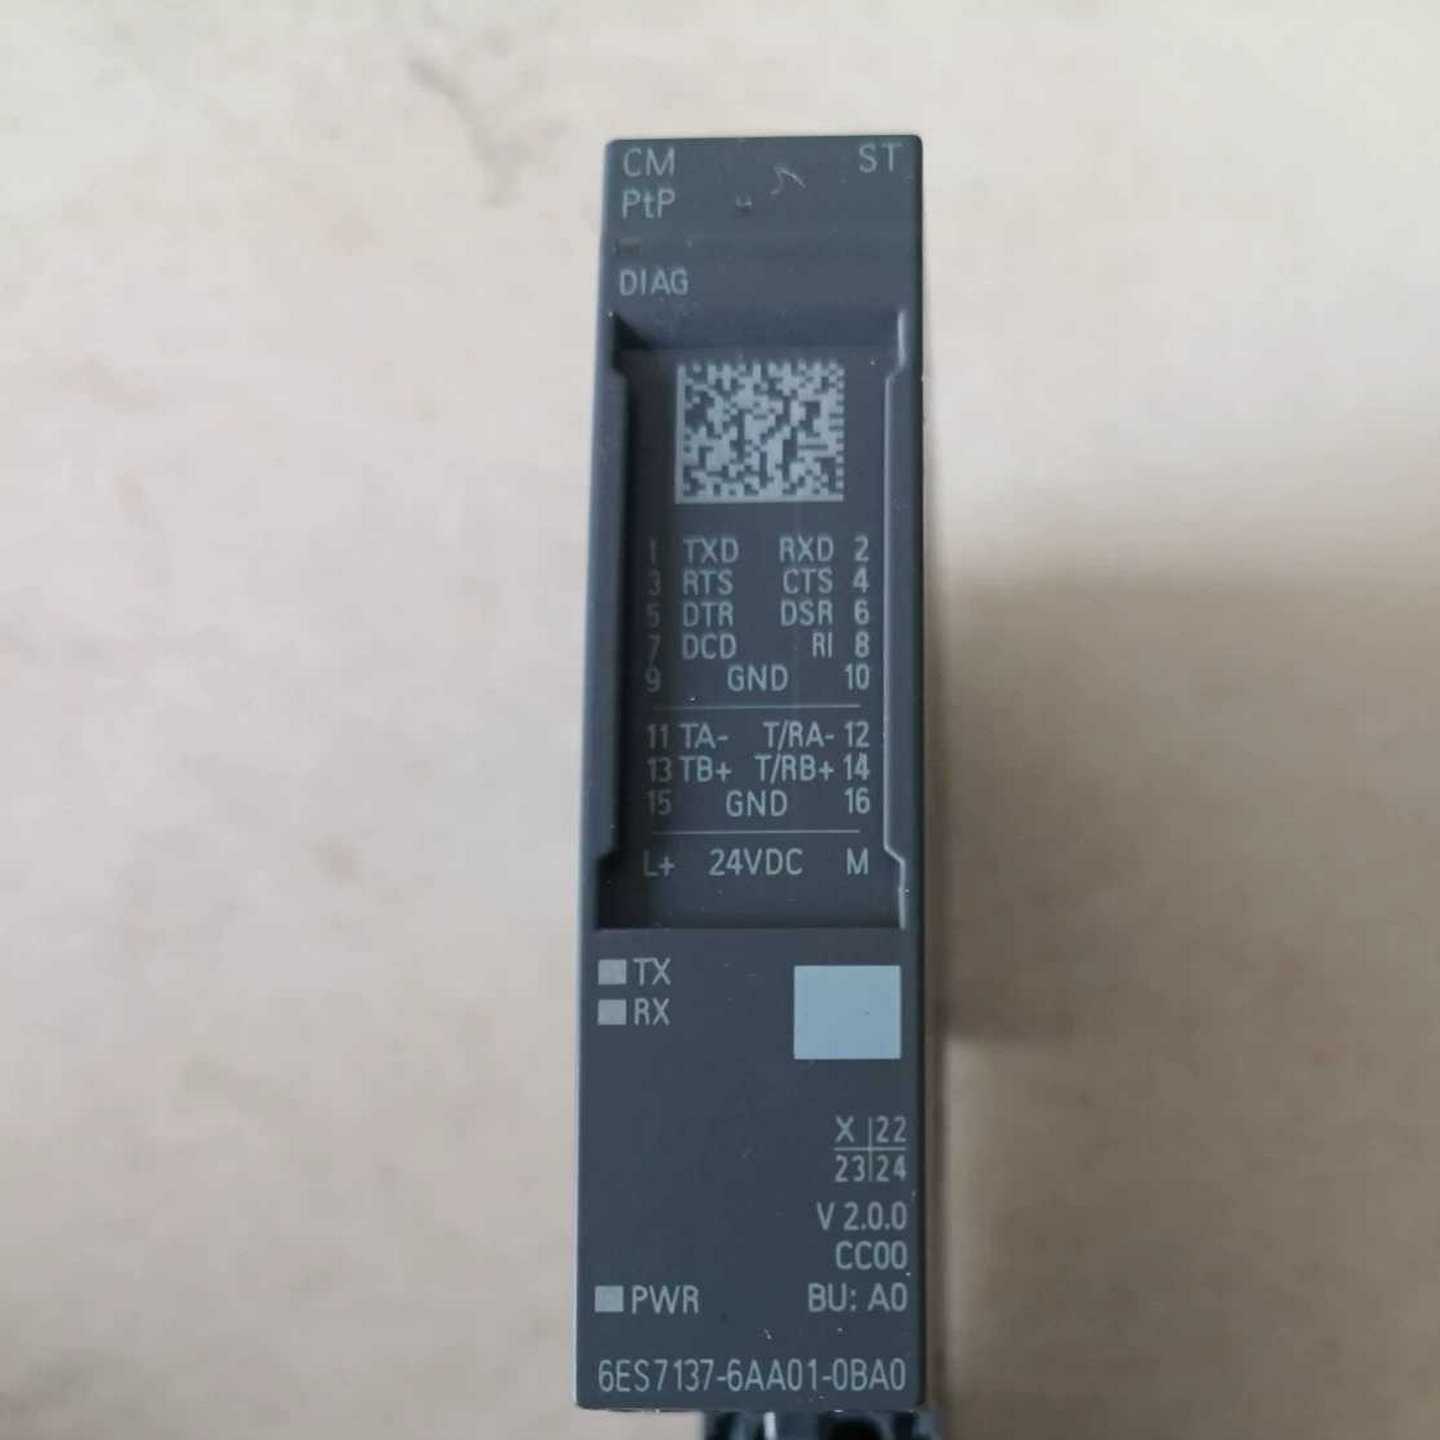 CM ST
PtP
DIAG
1 TXD RXD 2
3 RTS CTS 4
5 DTR DSR 6
7 DCD RI 8
9 GND 10
11 TA- T/RA- 12
13 TB+ T/RB+ 14
15 GND 16
L+ 24VDC M
TX
RX
X 22
23 24
V 2.0.0
CC00
PWR BU: A0
6ES7137-6AA01-0BA0